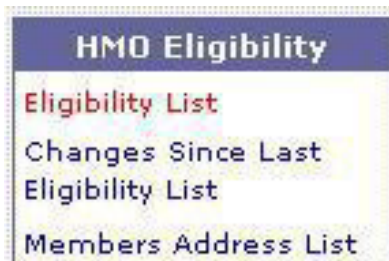 HMO Eligibility
Eligibility List
Changes Since Last
Eligibility List
Members Address List